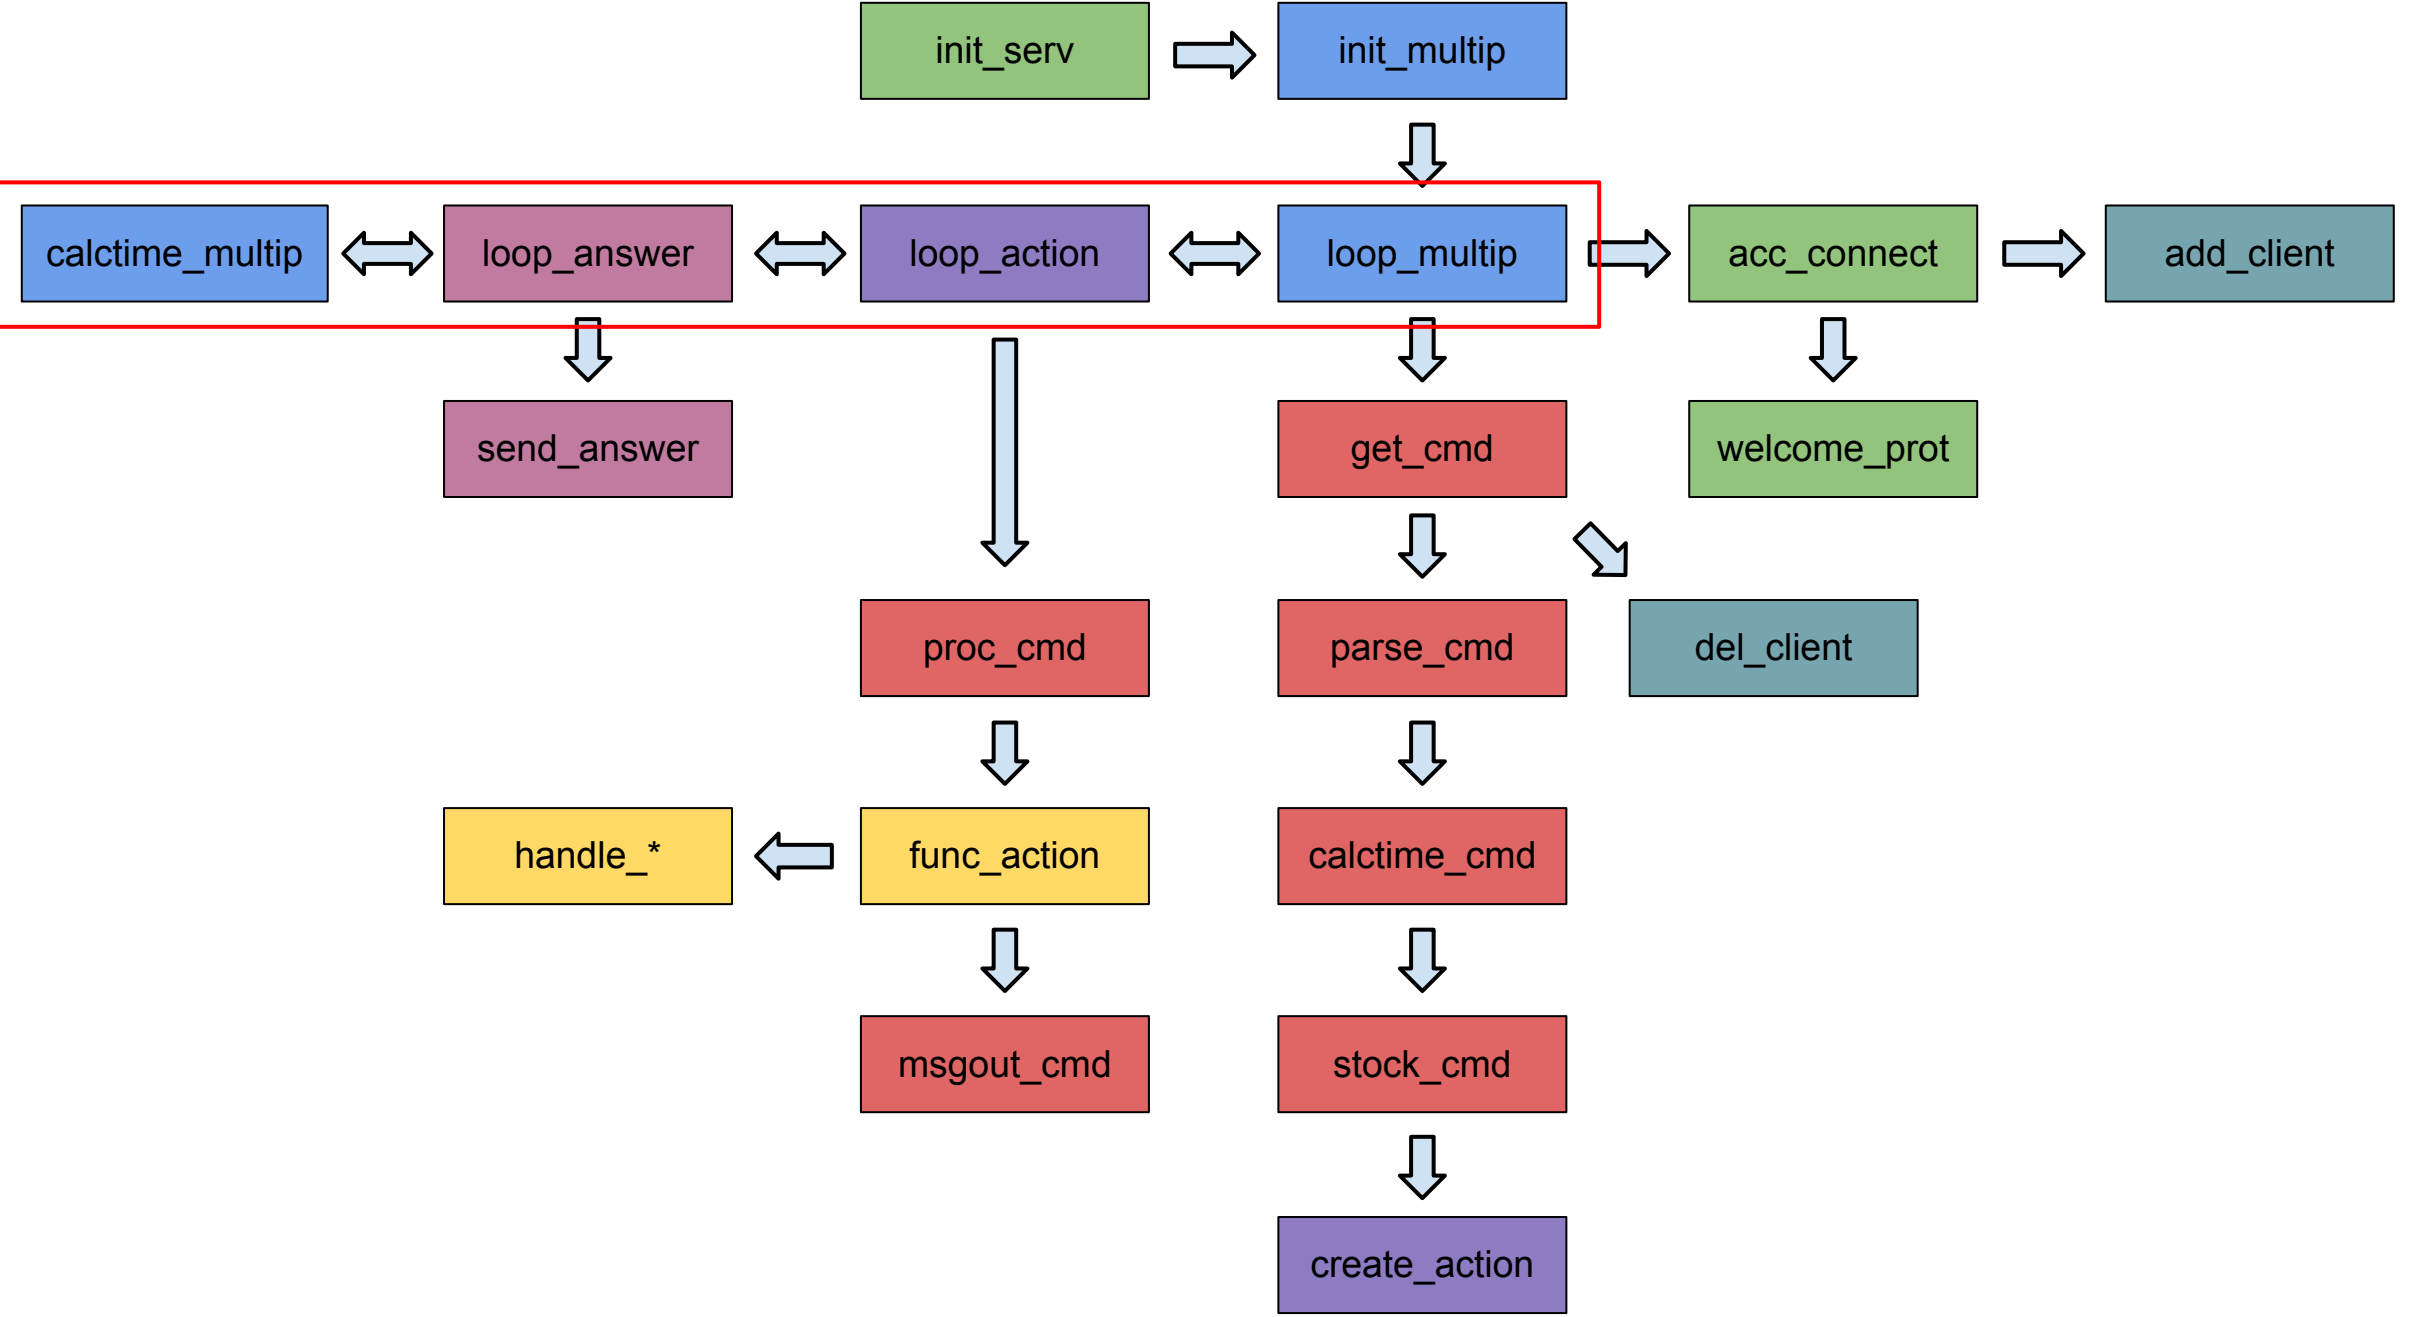 init_serv
init_multip
calctime_multip
loop_answer
loop_action
loop_multip
acc_connect
add_client
send_answer
get_cmd
welcome_prot
proc_cmd
parse_cmd
del_client
handle_*
func_action
calctime_cmd
msgout_cmd
stock_cmd
create_action